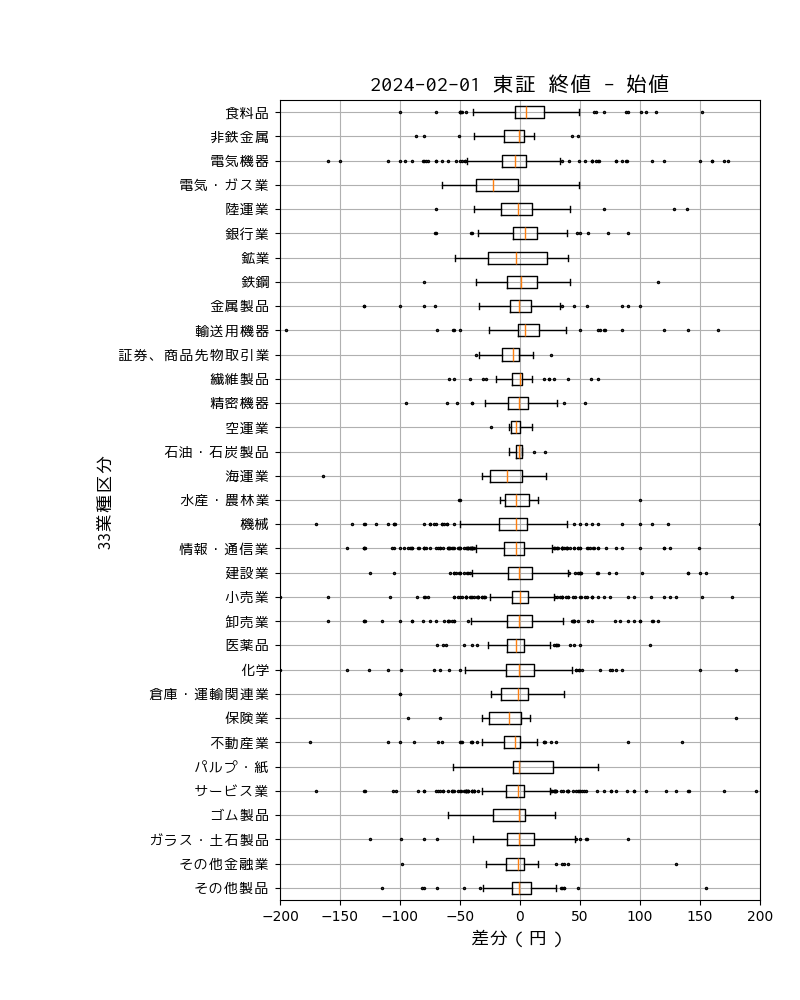 2024-02-01 東証 終値 - 始値
食料品
非鉄金属
電気機器
電気・ガス業
陸運業
銀行業
鉱業
鉄鋼
金属製品
輸送用機器
証券、商品先物取引業
繊維製品
精密機器
空運業
石油・石炭製品
海運業
水産・農林業
機械
情報・通信業
建設業
小売業
卸売業
医薬品
化学
倉庫・運輸関連業
保険業
不動産業
パルプ・紙
サービス業
ゴム製品
ガラス・土石製品
その他金融業
その他製品
33業種区分
−200 −150 −100 −50 0 50 100 150 200
差分（円）